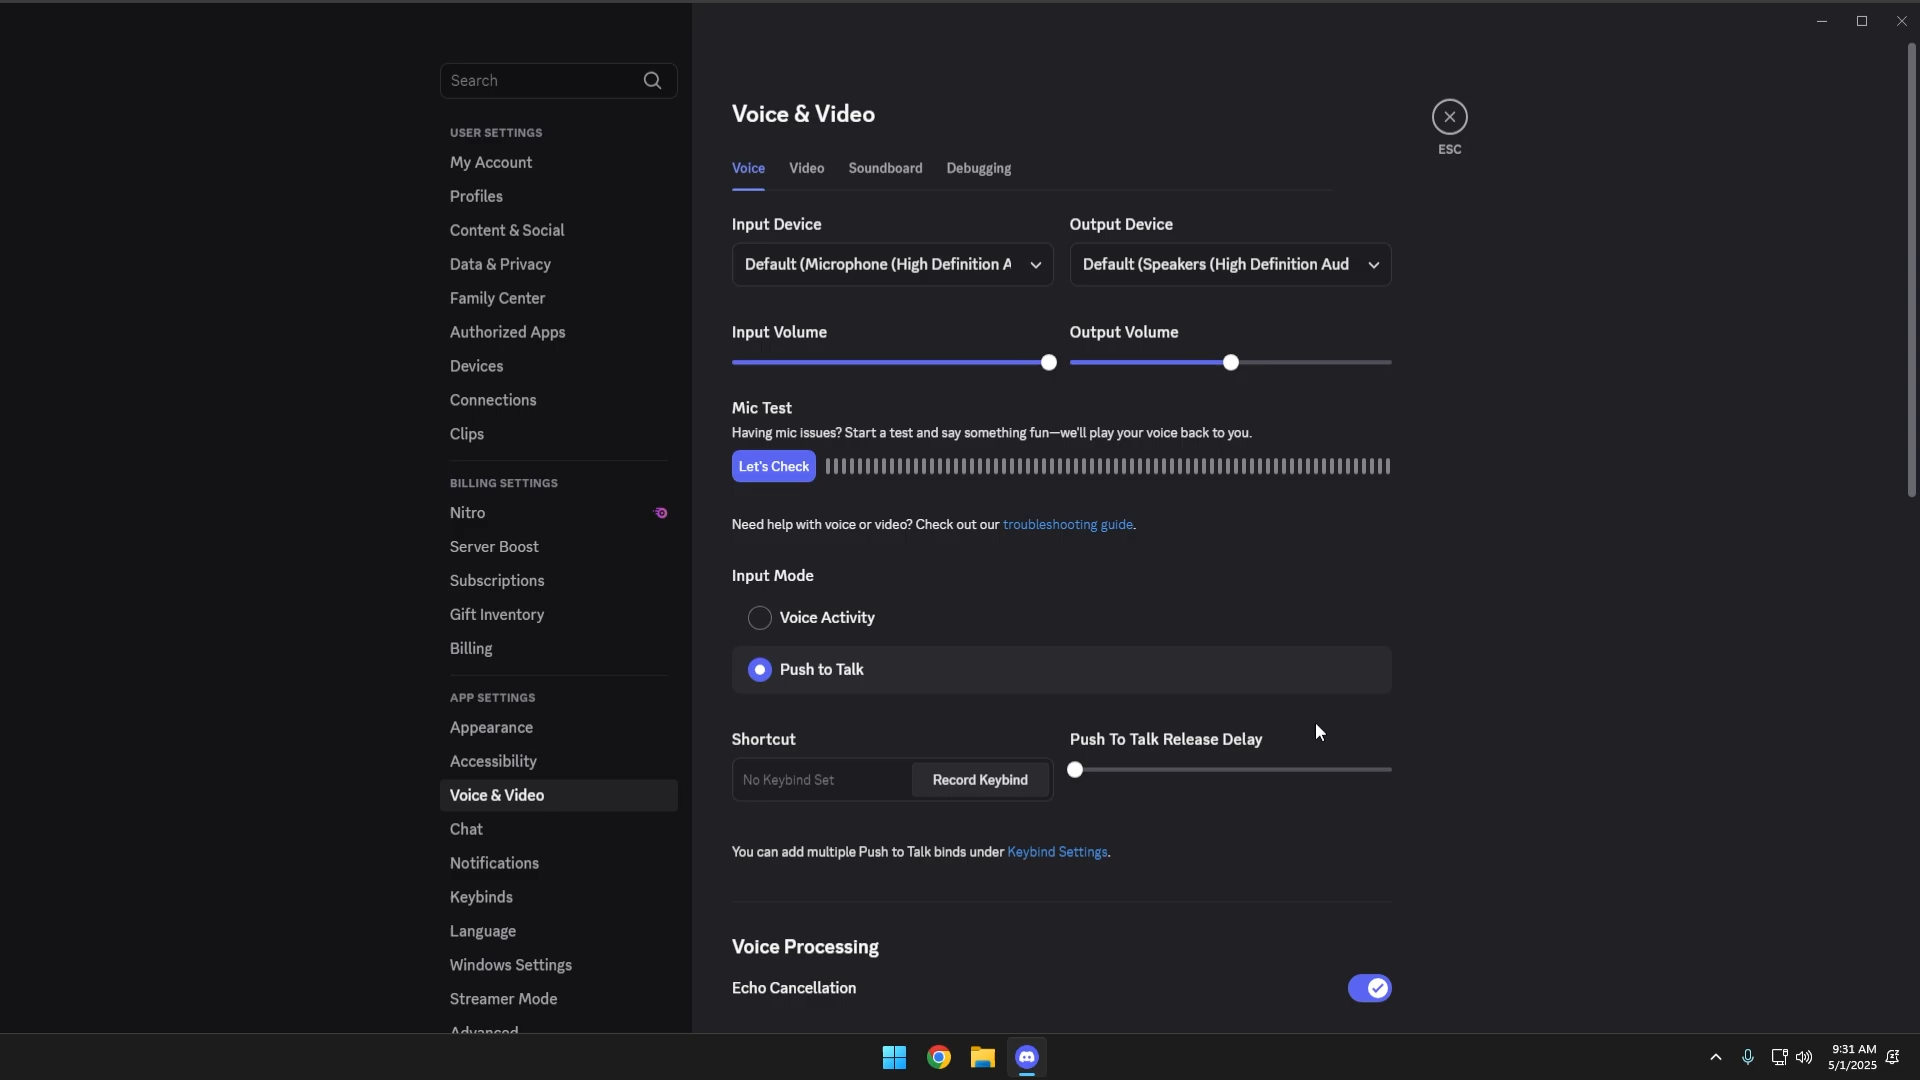 Search
USER SETTINGS
My Account
Profiles
Content & Social
Data & Privacy
Family Center
Authorized Apps
Devices
Connections
Clips
BILLING SETTINGS
Nitro
Server Boost
Subscriptions
Gift Inventory
Billing
APP SETTINGS
Appearance
Accessibility
Voice & Video
Chat
Notifications
Keybinds
Language
Windows Settings
Streamer Mode
Advanced
Voice & Video
ESC
Voice Video Soundboard Debugging
Input Device Output Device
Default (Microphone (High Definition A Default (Speakers (High Definition Aud
Input Volume Output Volume
Mic Test
Having mic issues? Start a test and say something fun—we'll play your voice back to you.
Let's Check
Need help with voice or video? Check out our troubleshooting guide.
Input Mode
Voice Activity
Push to Talk
Shortcut Push To Talk Release Delay
No Keybind Set Record Keybind
You can add multiple Push to Talk binds under Keybind Settings.
Voice Processing
Echo Cancellation
9:31 AM
5/1/2025